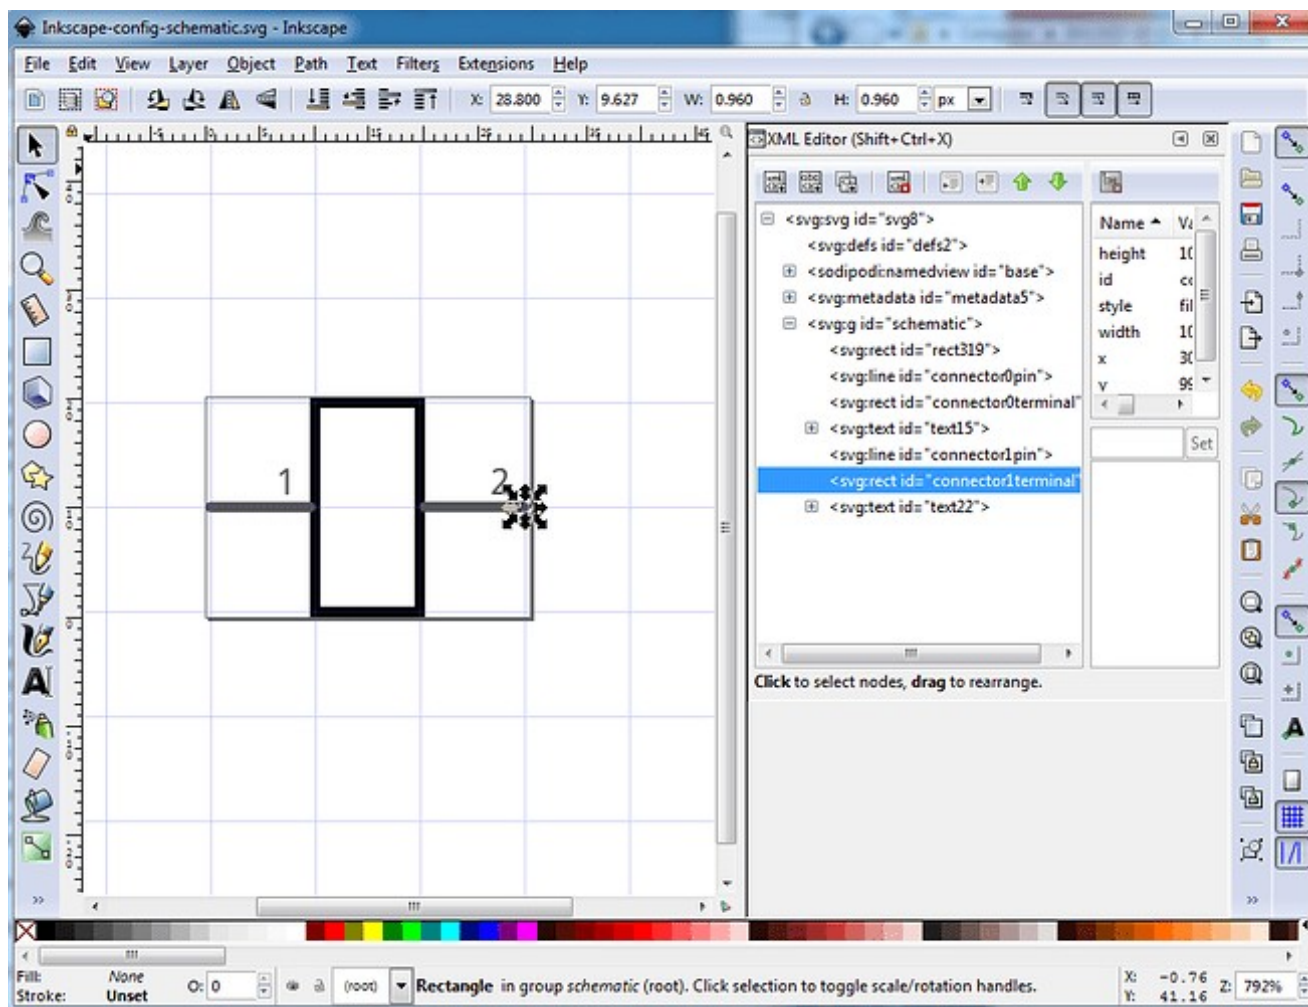 Inkscape-config-schematic.svg - Inkscape
File Edit View Layer Object Path Text Filters Extensions Help
X: 28.800 Y: 9.627 W: 0.960 H: 0.960 px
XML Editor (Shift+Ctrl+X)
<svg:svg id="svg8">
<svg:defs id="defs2">
<sodipodi:namedview id="base">
<svg:metadata id="metadata5">
<svg:g id="schematic">
<svg:rect id="rect319">
<svg:line id="connector0pin">
<svg:rect id="connector0terminal"
<svg:text id="text15">
<svg:line id="connector1pin">
<svg:rect id="connector1terminal"
<svg:text id="text22">
Name
height 10
id
style fil
width 10
x 30
y 99
Set
1 2
Click to select nodes, drag to rearrange.
Fill: None
Stroke: Unset
O: 0
(root)
Rectangle in group schematic (root). Click selection to toggle scale/rotation handles.
X: -0.76
Y: 41.16
Z: 792%